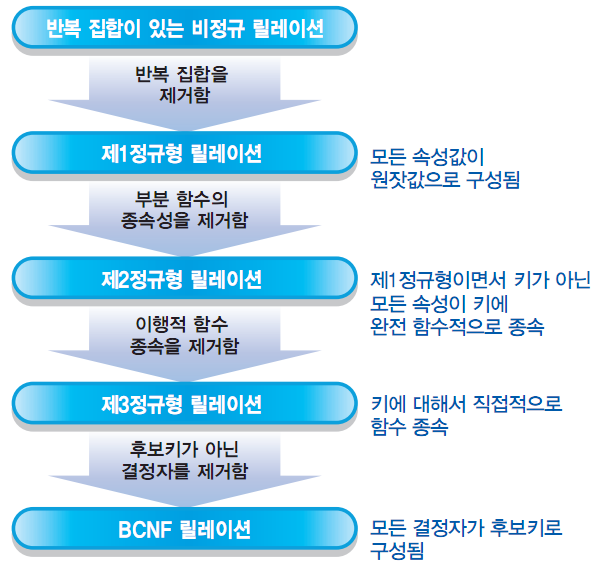 반복 집합이 있는 비정규 릴레이션
반복 집합을
제거함
제1정규형 릴레이션
모든 속성값이
원잣값으로 구성됨
부분 함수의
종속성을 제거함
제2정규형 릴레이션
제1정규형이면서 키가 아닌
모든 속성이 키에
완전 함수적으로 종속
이행적 함수
종속을 제거함
제3정규형 릴레이션
키에 대해서 직접적으로
함수 종속
후보키가 아닌
결정자를 제거함
BCNF 릴레이션
모든 결정자가 후보키로
구성됨